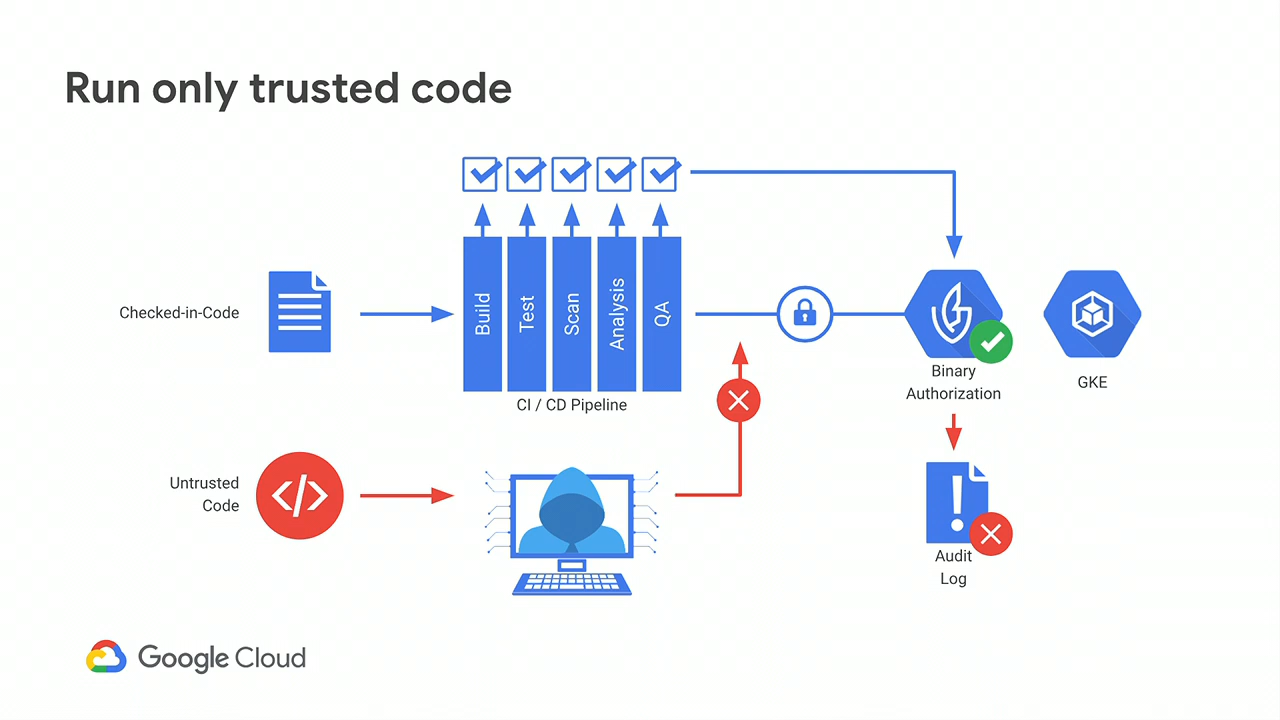 Run only trusted code
Checked-in-Code
Build
Test
Scan
Analysis
QA
CI / CD Pipeline
Binary
Authorization
GKE
Untrusted
Code
</>
Audit
Log
Google Cloud